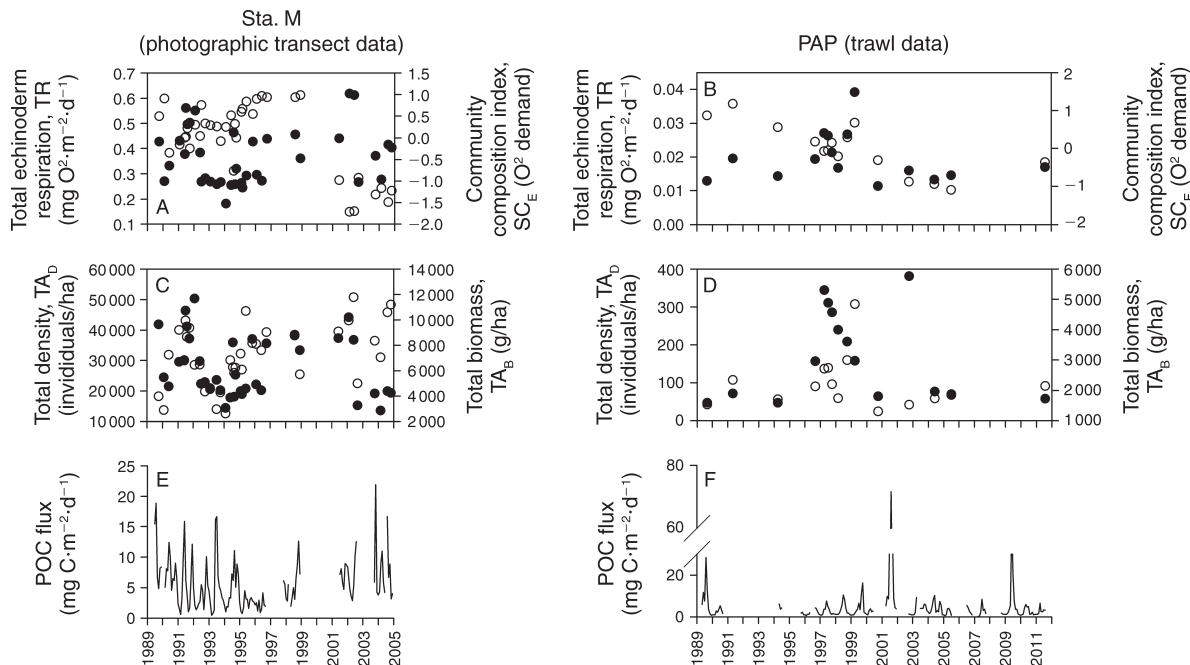 Sta. M
(photographic transect data)
PAP (trawl data)
Total echinoderm
respiration, TR
(mg O²·m⁻²·d⁻¹)
0.7
0.6
0.5
0.4
0.3
0.2
0.1
A
1.5
1.0
0.5
0.0
−0.5
−1.0
−1.5
−2.0
Community
composition index,
SC_E (O² demand)
Total echinoderm
respiration, TR
(mg O²·m⁻²·d⁻¹)
0.04
0.03
0.02
0.01
0.00
B
2
1
0
−1
−2
Community
composition index,
SC_E (O² demand)
Total density, TA_D
(invididuals/ha)
60 000
50 000
40 000
30 000
20 000
10 000
C
14 000
12 000
10 000
8 000
6 000
4 000
2 000
Total biomass,
TA_B (g/ha)
Total density, TA_D
(invididuals/ha)
400
300
200
100
0
D
6 000
5 000
4 000
3 000
2 000
1 000
Total biomass,
TA_B (g/ha)
POC flux
(mg C·m⁻²·d⁻¹)
25
20
15
10
5
0
E
1989
1991
1993
1995
1997
1999
2001
2003
2005
POC flux
(mg C·m⁻²·d⁻¹)
80
60
20
0
F
1989
1991
1993
1995
1997
1999
2001
2003
2005
2007
2009
2011